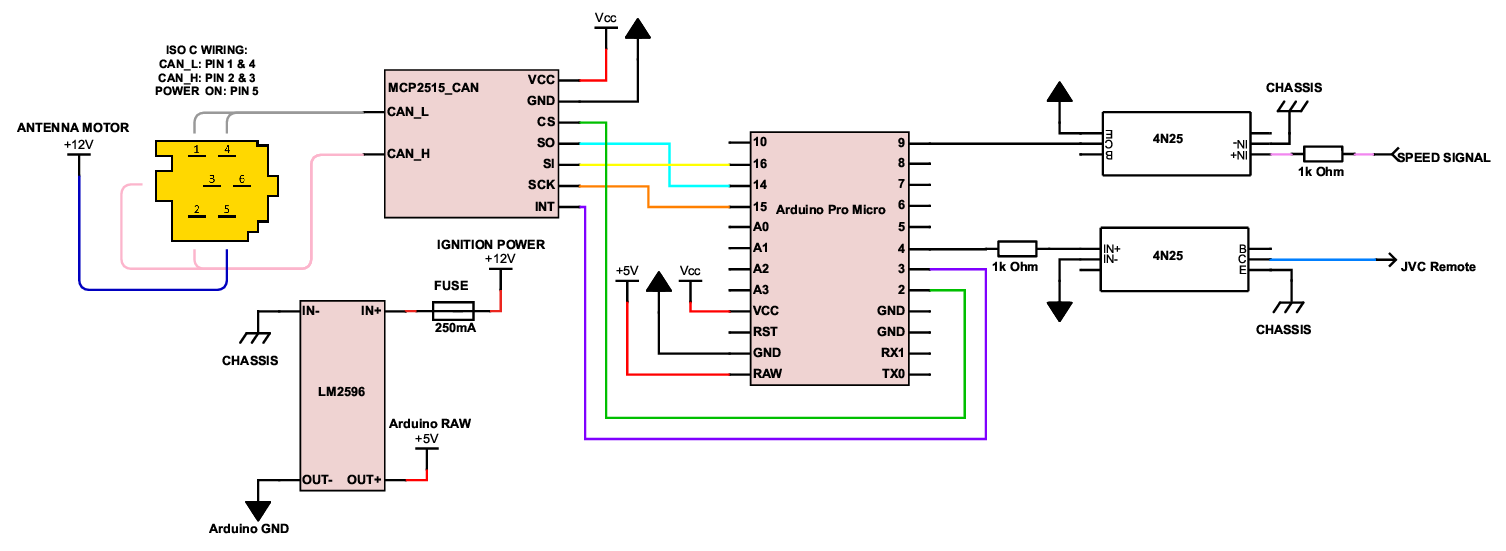 ISO C WIRING:
CAN_L: PIN 1 & 4
CAN_H: PIN 2 & 3
POWER ON: PIN 5
ANTENNA MOTOR
+12V
1 4
3 6
2 5
MCP2515_CAN
CAN_L
CAN_H
VCC
GND
CS
SO
SI
SCK
INT
Vcc
IGNITION POWER
+12V
FUSE
250mA
IN- IN+
CHASSIS
LM2596
OUT- OUT+
Arduino RAW
+5V
Arduino GND
+5V
Vcc
Arduino Pro Micro
10
16
14
15
A0
A1
A2
A3
VCC
RST
GND
RAW
9
8
7
6
5
4
3
2
GND
GND
RX1
TX0
4N25
E
C
B
IN-
IN+
CHASSIS
1k Ohm
SPEED SIGNAL
1k Ohm
4N25
IN+
IN-
B
C
E
JVC Remote
CHASSIS